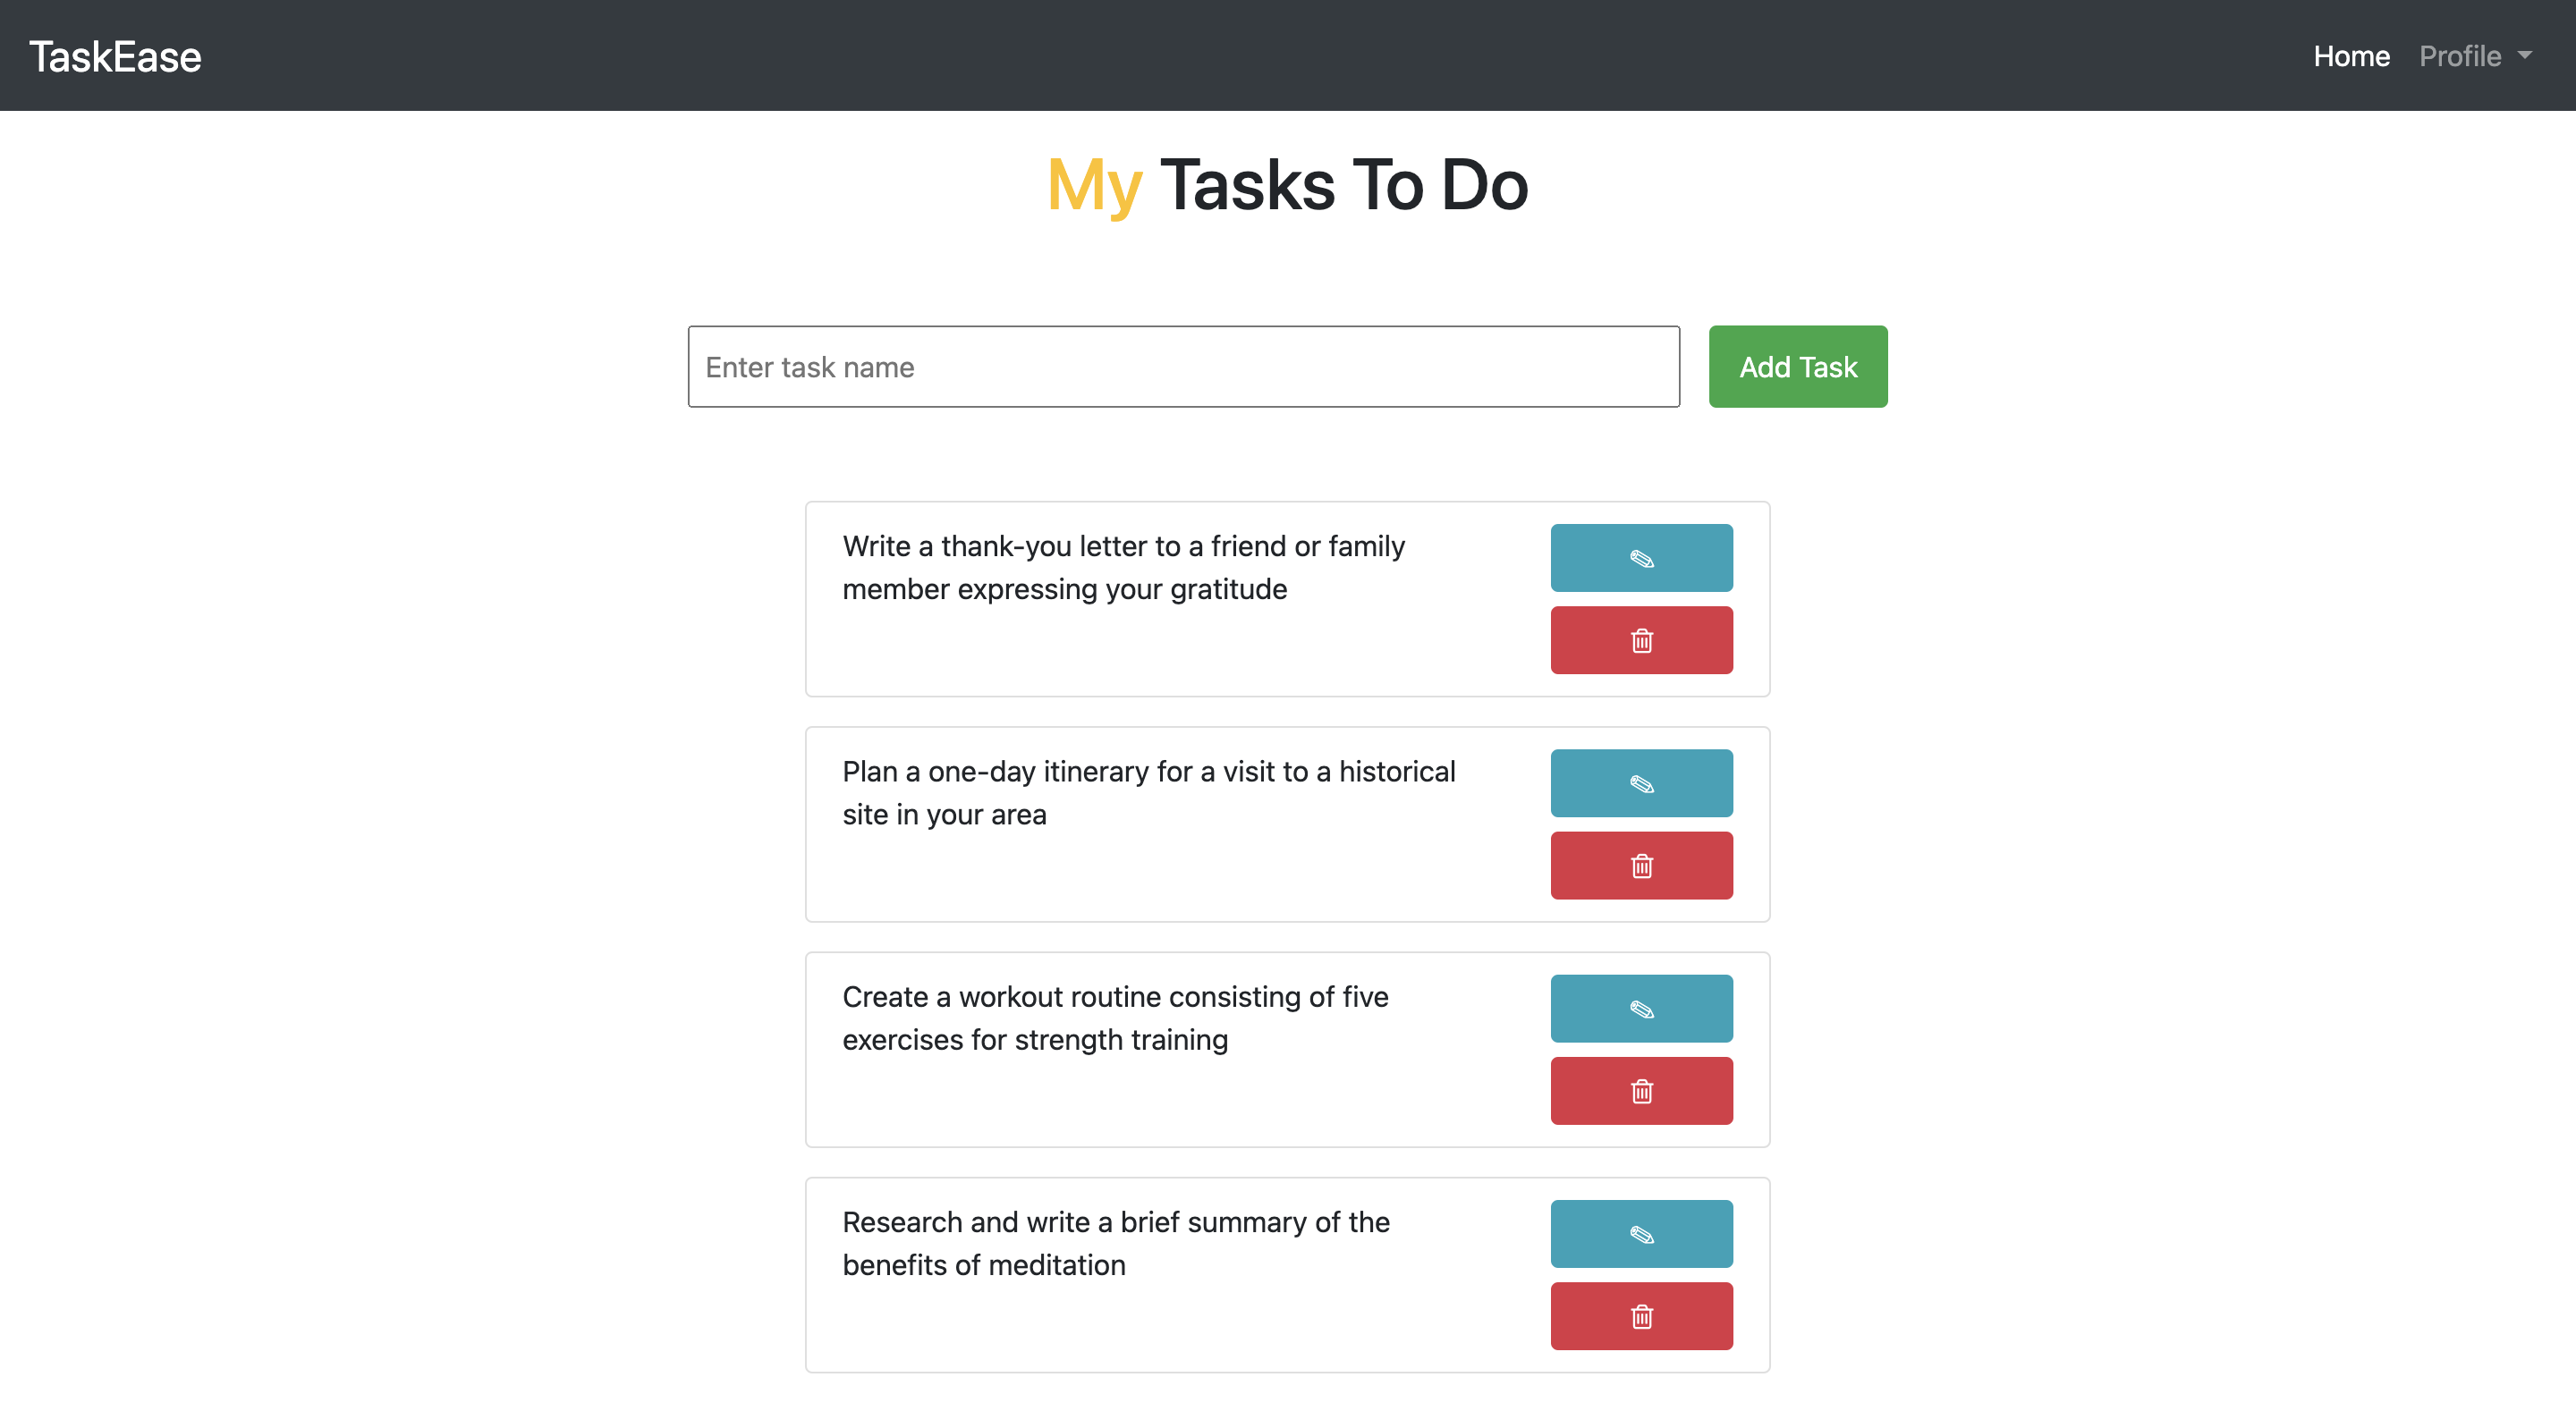 TaskEase
Home
Profile
My Tasks To Do
Enter task name
Add Task
Write a thank-you letter to a friend or family
member expressing your gratitude
Plan a one-day itinerary for a visit to a historical
site in your area
Create a workout routine consisting of five
exercises for strength training
Research and write a brief summary of the
benefits of meditation